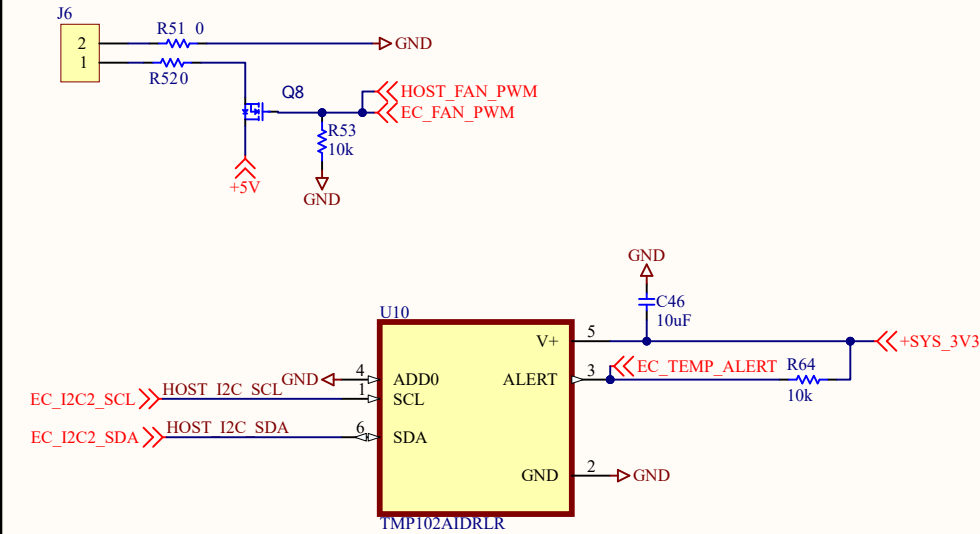 J6
R51 0
2
GND
1
R520
Q8
HOST_FAN_PWM
EC_FAN_PWM
R53
10k
+5V
GND
GND
C46
10uF
U10
V+
5
+SYS_3V3
EC_TEMP_ALERT
R64
GND
4
ADD0
ALERT
3
10k
EC_I2C2_SCL
HOST_I2C_SCL
1
SCL
EC_I2C2_SDA
HOST_I2C_SDA
6
SDA
GND
2
GND
TMP102AIDRLR